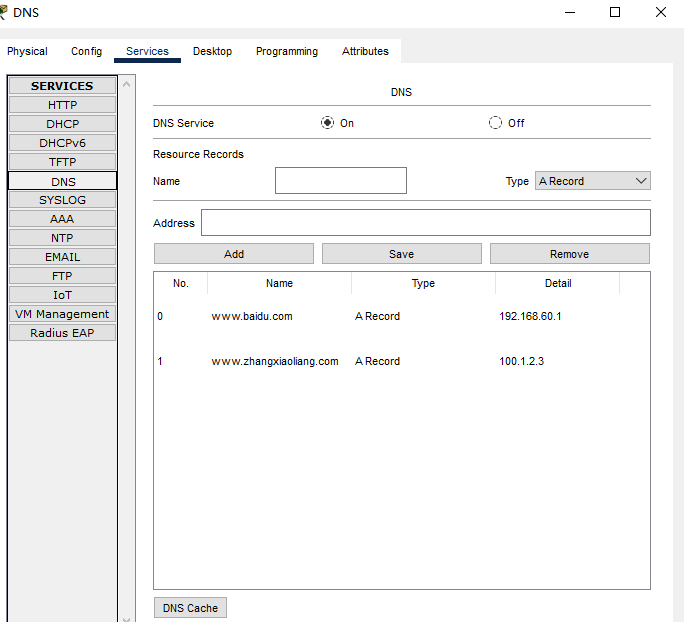 DNS
Physical Config Services Desktop Programming Attributes
SERVICES
HTTP
DHCP
DHCPv6
TFTP
DNS
SYSLOG
AAA
NTP
EMAIL
FTP
IoT
VM Management
Radius EAP
DNS
DNS Service On Off
Resource Records
Name Type A Record
Address
Add Save Remove
No. Name Type Detail
0 www.baidu.com A Record 192.168.60.1
1 www.zhangxiaoliang.com A Record 100.1.2.3
DNS Cache